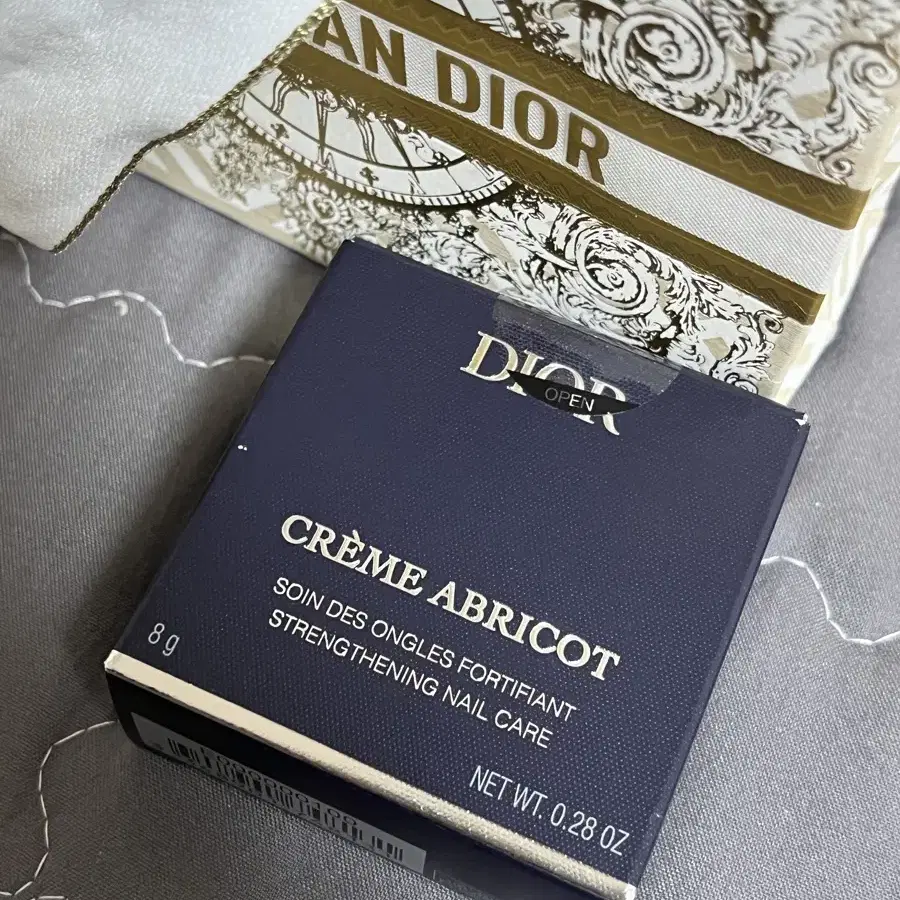 AN DIOR
DIOR
OPEN
CRÈME ABRICOT
SOIN DES ONGLES FORTIFIANT
STRENGTHENING NAIL CARE
8 g
NET WT. 0.28 OZ